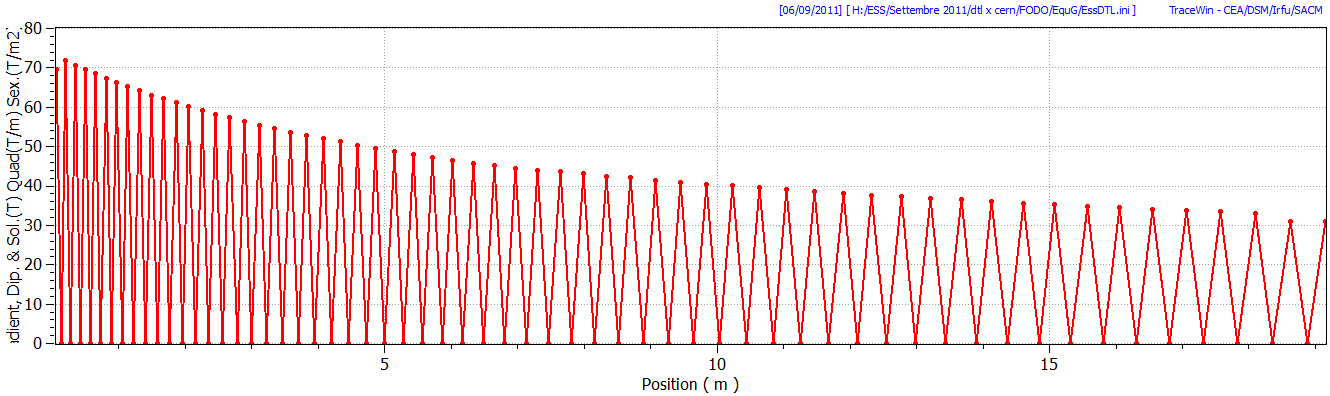 [06/09/2011] [ H:/ESS/Settembre 2011/dtl x cern/FODO/EquG/EssDTL.ini ] TraceWin - CEA/DSM/Irfu/SACM
80
70
60
50
40
30
20
10
0
dient, Dip. & Sol.(T) Quad(T/m) Sex.(T/m2)
5 10 15
Position ( m )